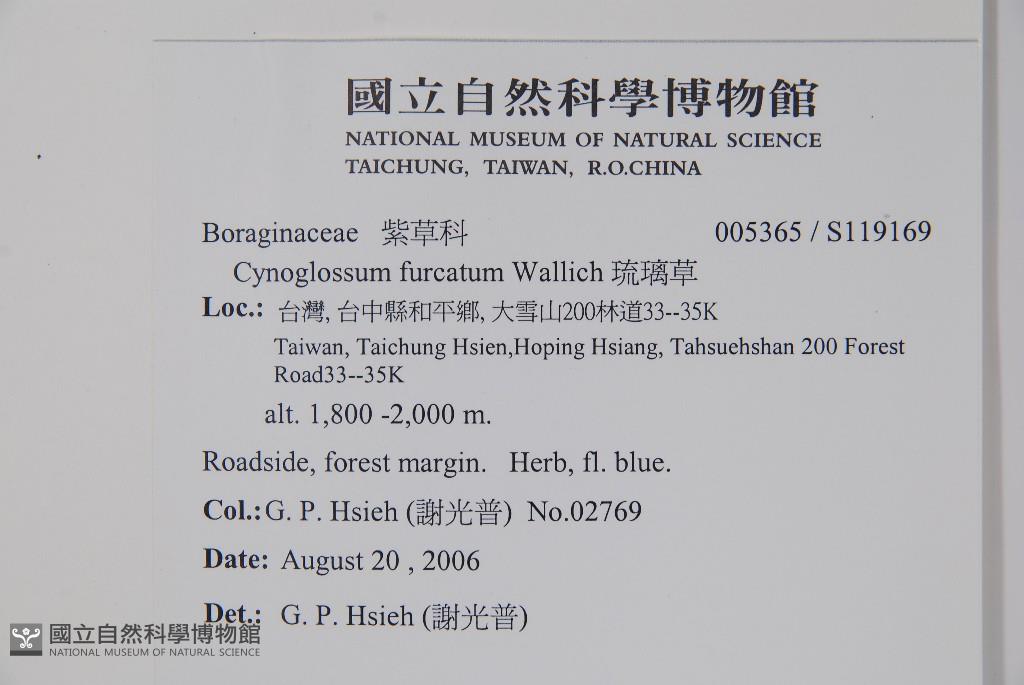 國立自然科學博物館
NATIONAL MUSEUM OF NATURAL SCIENCE
TAICHUNG, TAIWAN, R.O.CHINA
Boraginaceae 紫草科 005365 / S119169
Cynoglossum furcatum Wallich 琉璃草
Loc.: 台灣, 台中縣和平鄉, 大雪山200林道33--35K
Taiwan, Taichung Hsien,Hoping Hsiang, Tahsuehshan 200 Forest
Road33--35K
alt. 1,800 -2,000 m.
Roadside, forest margin. Herb, fl. blue.
Col.:G. P. Hsieh (謝光普) No.02769
Date: August 20 , 2006
Det.: G. P. Hsieh (謝光普)
國立自然科學博物館
NATIONAL MUSEUM OF NATURAL SCIENCE